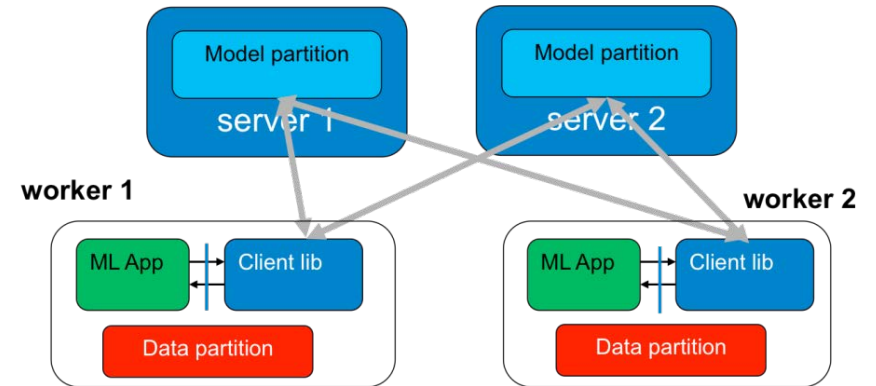 Model partition
server 1
Model partition
server 2
worker 1
worker 2
ML App
Client lib
Data partition
ML App
Client lib
Data partition